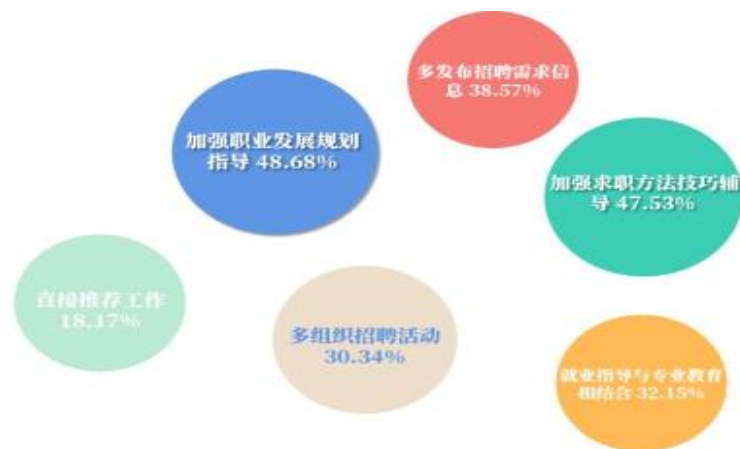 多发布招聘需求信
息 38.57%
加强职业发展规划
指导 48.68%
加强求职方法技巧辅
导 47.53%
直接推荐工作
18.17%
多组织招聘活动
30.34%
就业指导与专业教育
相结合 32.15%